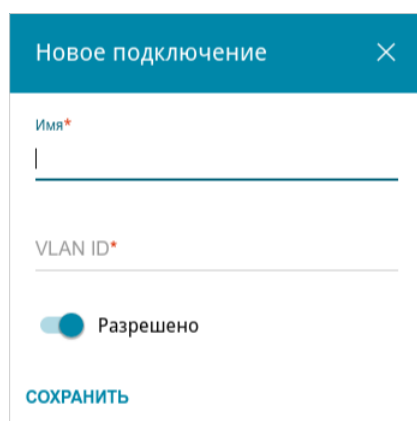 Новое подключение
Имя*
VLAN ID*
Разрешено
СОХРАНИТЬ